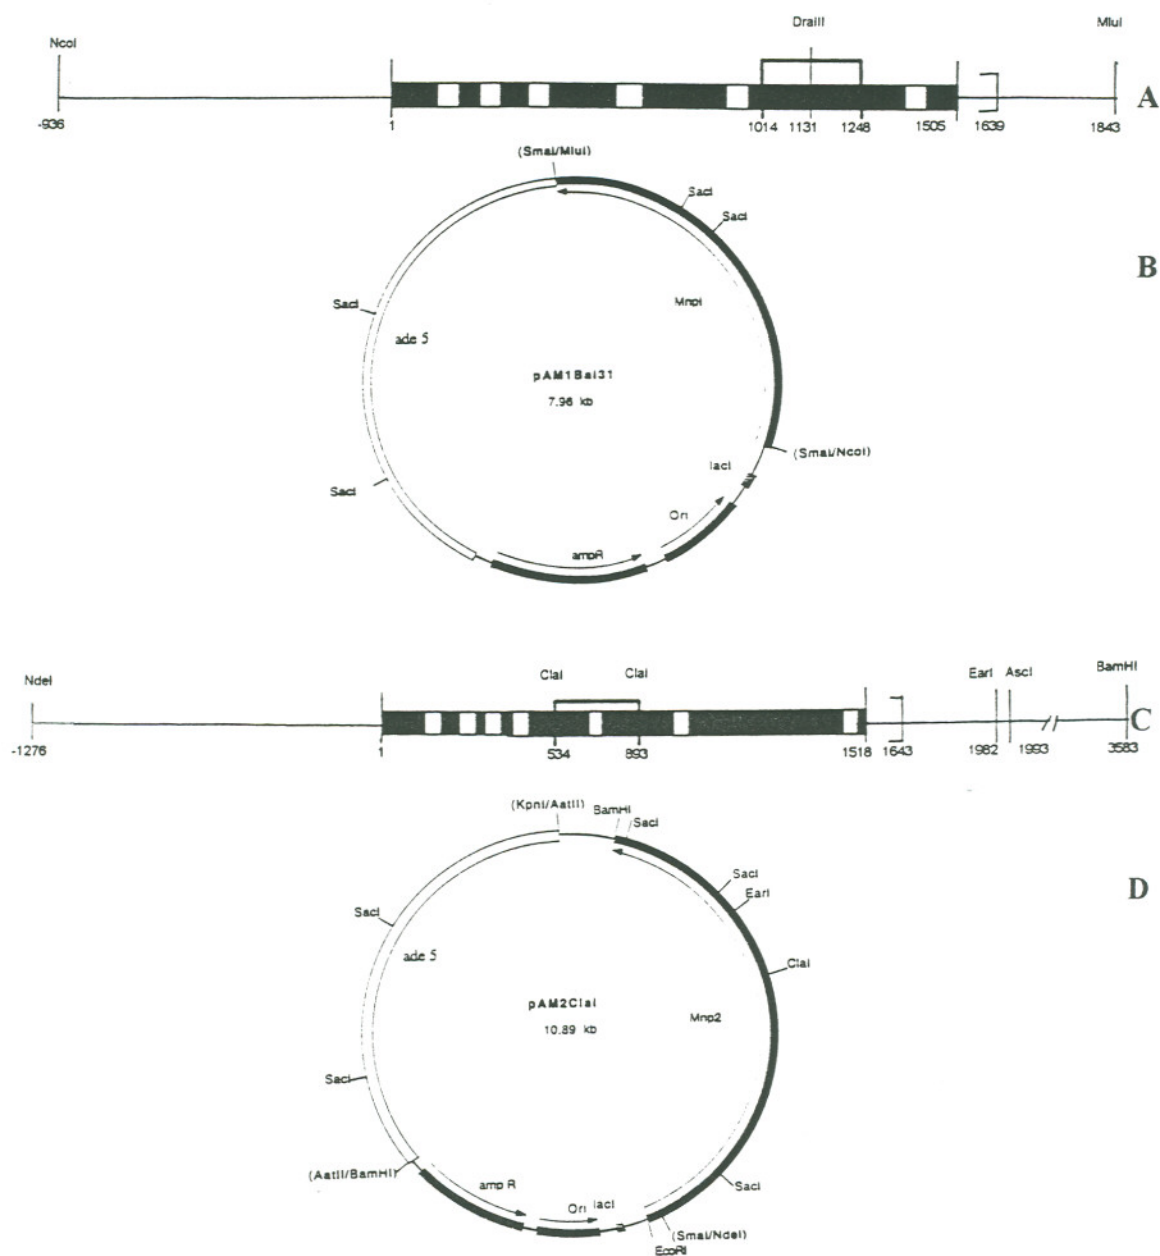 DraIII
NcoI MluI
A
-936 1 1014 1131 1248 1505 1639 1843
(SmaI/MluI)
SacI
SacI
B
MnpI
SacI
ade 5
pAM1Bal31
7.96 kb
(SmaI/NcoI)
lacI
SacI
Ori
ampR
NdeI ClaI ClaI EarI AscI BamHI
C
-1276 1 534 893 1518 1643 1982 1993 3583
(KpnI/AatII)
BamHI
SacI
SacI
EarI
D
SacI
ade 5
ClaI
pAM2ClaI
10.89 kb
Mnp2
SacI
(AatII/BamHI)
amp R
SacI
Ori lacI
(SmaI/NdeI)
EcoRI